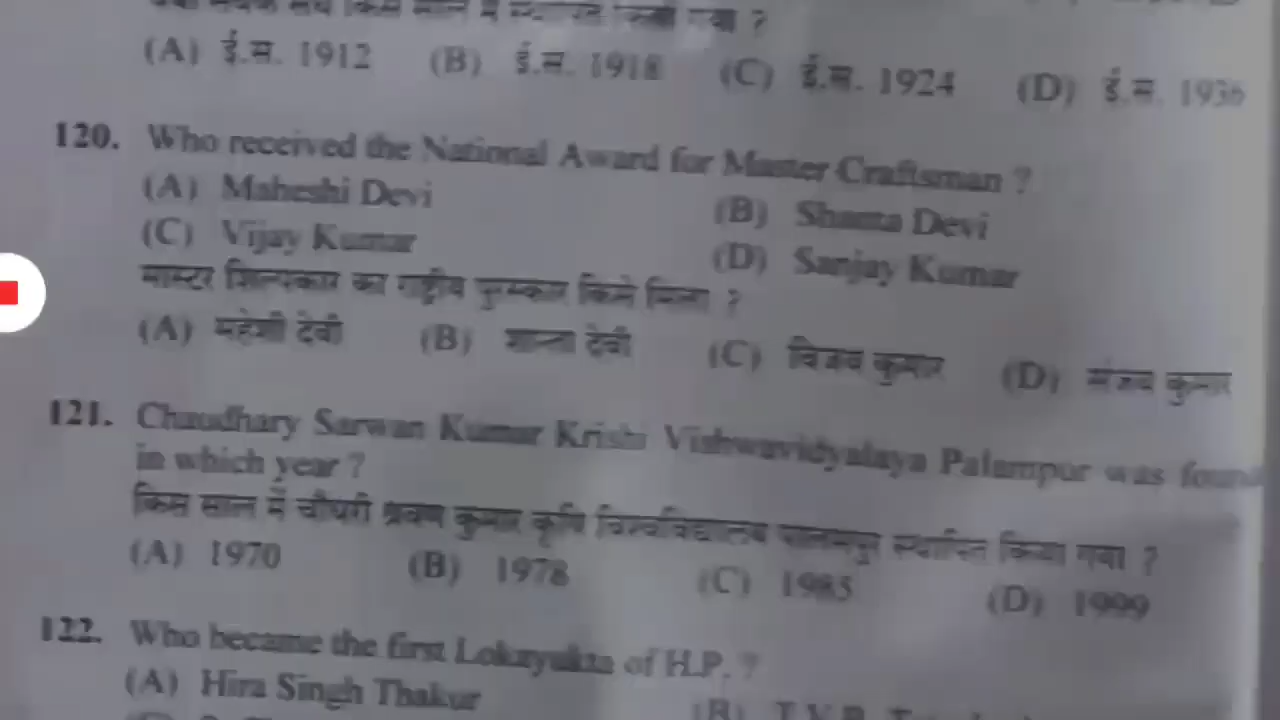 किस साल में स्थापित किया गया ?
(A) ई.स. 1912 (B) ई.स. 1918 (C) ई.स. 1924 (D) ई.स. 1936
120. Who received the National Award for Master Craftsman ?
(A) Maheshi Devi (B) Shanta Devi
(C) Vijay Kumar (D) Sanjay Kumar
मास्टर शिल्पकार का राष्ट्रीय पुरस्कार किसे मिला ?
(A) महेशी देवी (B) शान्ता देवी (C) विजय कुमार (D) संजय कुमार
121. Chaudhary Sarwan Kumar Krishi Vishwavidyalaya Palampur was found
in which year ?
किस साल में चौधरी श्रवण कुमार कृषि विश्वविद्यालय पालमपुर स्थापित किया गया ?
(A) 1970 (B) 1978 (C) 1985 (D) 1999
122. Who became the first Lokayukta of H.P. ?
(A) Hira Singh Thakur (B) T.V.R.